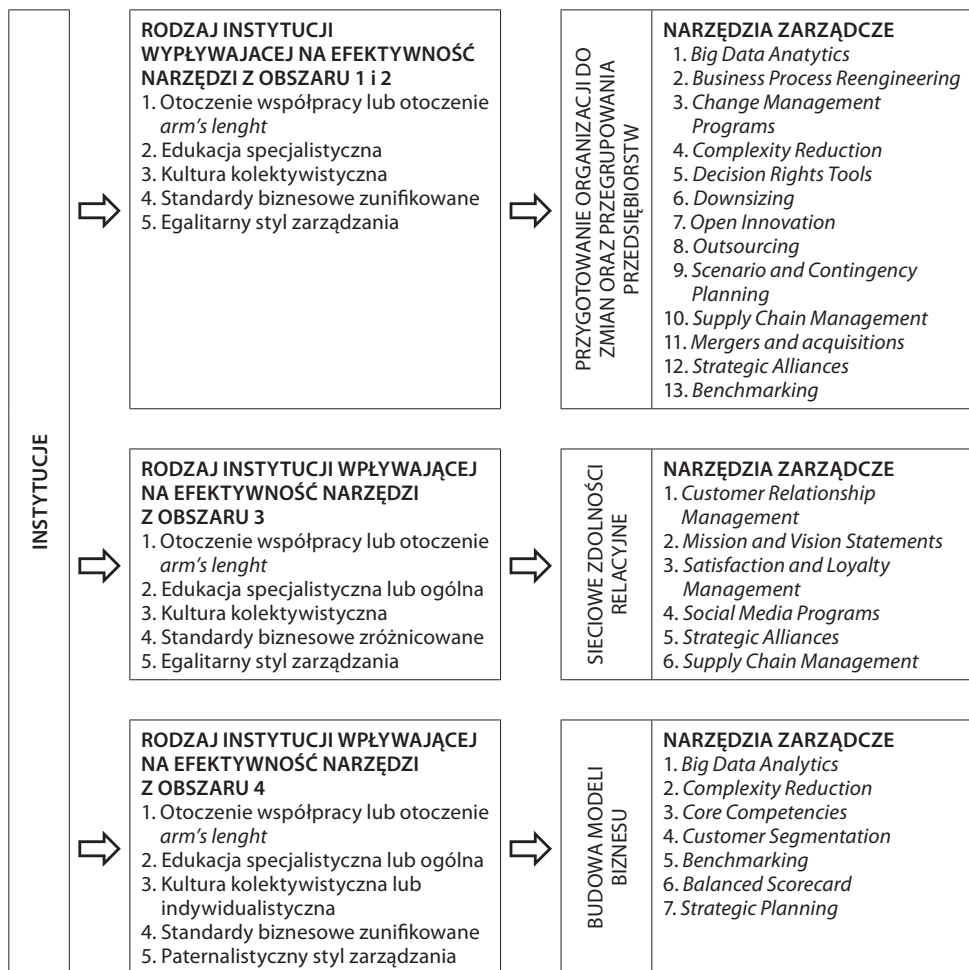 INSTYTUCJE
RODZAJ INSTYTUCJI
WYPŁYWAJACEJ NA EFEKTYWNOŚĆ
NARZĘDZI Z OBSZARU 1 i 2
1. Otoczenie współpracy lub otoczenie
arm's lenght
2. Edukacja specjalistyczna
3. Kultura kolektywistyczna
4. Standardy biznesowe zunifikowane
5. Egalitarny styl zarządzania
PRZYGOTOWANIE ORGANIZACJI DO
ZMIAN ORAZ PRZEGRUPOWANIA
PRZEDSIĘBIORSTW
NARZĘDZIA ZARZĄDCZE
1. Big Data Anatytics
2. Business Process Reengineering
3. Change Management
Programs
4. Complexity Reduction
5. Decision Rights Tools
6. Downsizing
7. Open Innovation
8. Outsourcing
9. Scenario and Contingency
Planning
10. Supply Chain Management
11. Mergers and acquisitions
12. Strategic Alliances
13. Benchmarking
RODZAJ INSTYTUCJI WPŁYWAJĄCEJ
NA EFEKTYWNOŚĆ NARZĘDZI
Z OBSZARU 3
1. Otoczenie współpracy lub otoczenie
arm's lenght
2. Edukacja specjalistyczna lub ogólna
3. Kultura kolektywistyczna
4. Standardy biznesowe zróżnicowane
5. Egalitarny styl zarządzania
SIECIOWE ZDOLNOŚCI
RELACYJNE
NARZĘDZIA ZARZĄDCZE
1. Customer Relationship
Management
2. Mission and Vision Statements
3. Satisfaction and Loyalty
Management
4. Social Media Programs
5. Strategic Alliances
6. Supply Chain Management
RODZAJ INSTYTUCJI WPŁYWAJĄCEJ
NA EFEKTYWNOŚĆ NARZĘDZI
Z OBSZARU 4
1. Otoczenie współpracy lub otoczenie
arm's lenght
2. Edukacja specjalistyczna lub ogólna
3. Kultura kolektywistyczna lub
indywidualistyczna
4. Standardy biznesowe zunifikowane
5. Paternalistyczny styl zarządzania
BUDOWA MODELI
BIZNESU
NARZĘDZIA ZARZĄDCZE
1. Big Data Analytics
2. Complexity Reduction
3. Core Competencies
4. Customer Segmentation
5. Benchmarking
6. Balanced Scorecard
7. Strategic Planning